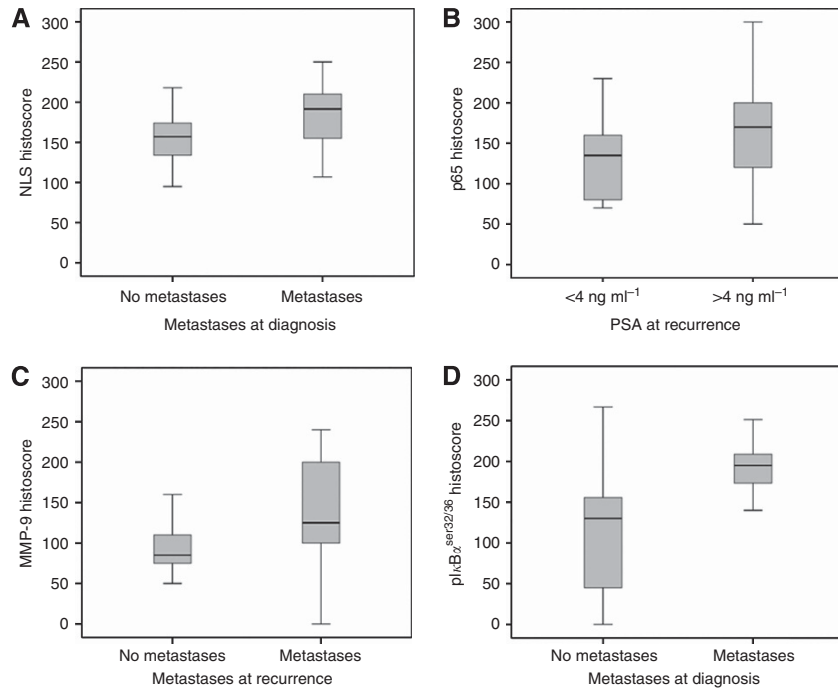 A
300
250
200
150
100
50
0
NLS histoscore
No metastases Metastases
Metastases at diagnosis
B
300
250
200
150
100
50
0
p65 histoscore
<4 ng ml⁻¹ >4 ng ml⁻¹
PSA at recurrence
C
300
250
200
150
100
50
0
MMP-9 histoscore
No metastases Metastases
Metastases at recurrence
D
300
250
200
150
100
50
0
pIκBα^ser32/36 histoscore
No metastases Metastases
Metastases at diagnosis